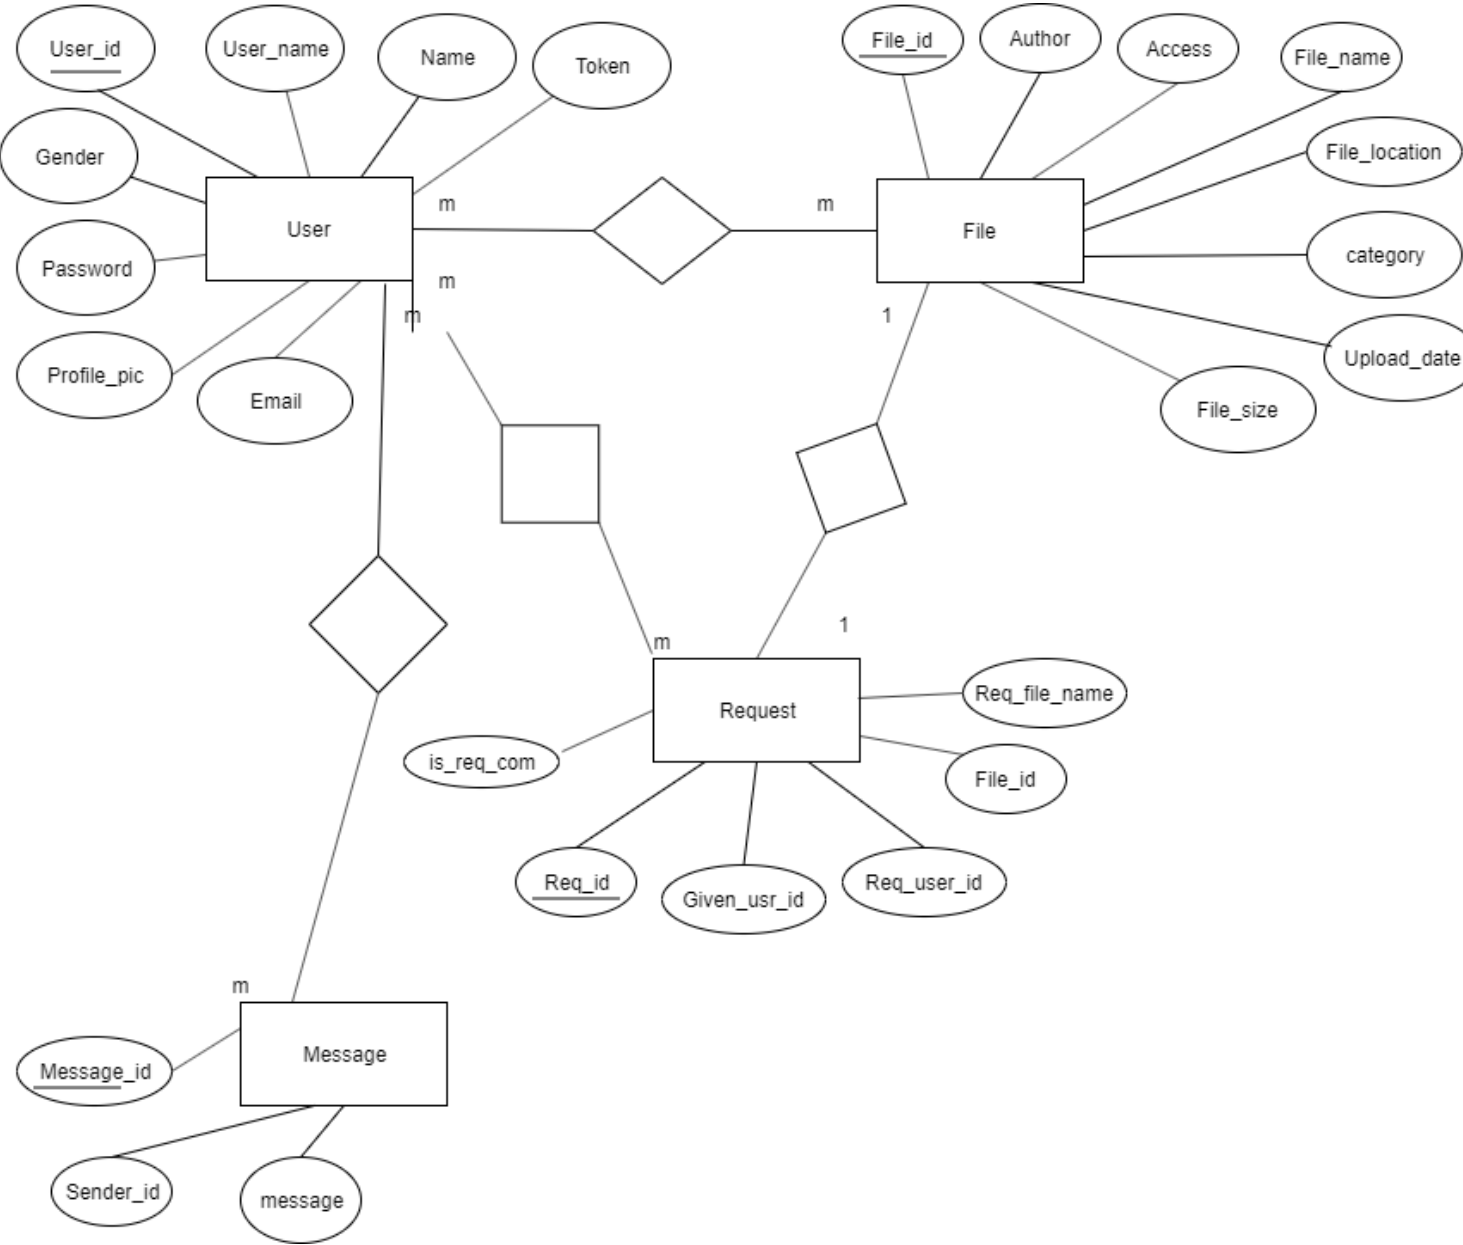 User_id
User_name
Name
Token
File_id
Author
Access
File_name
Gender
File_location
User
m
m
File
Password
m
category
m
1
Profile_pic
Email
Upload_date
File_size
1
m
Request
Req_file_name
is_req_com
File_id
Req_id
Given_usr_id
Req_user_id
m
Message
Message_id
Sender_id
message